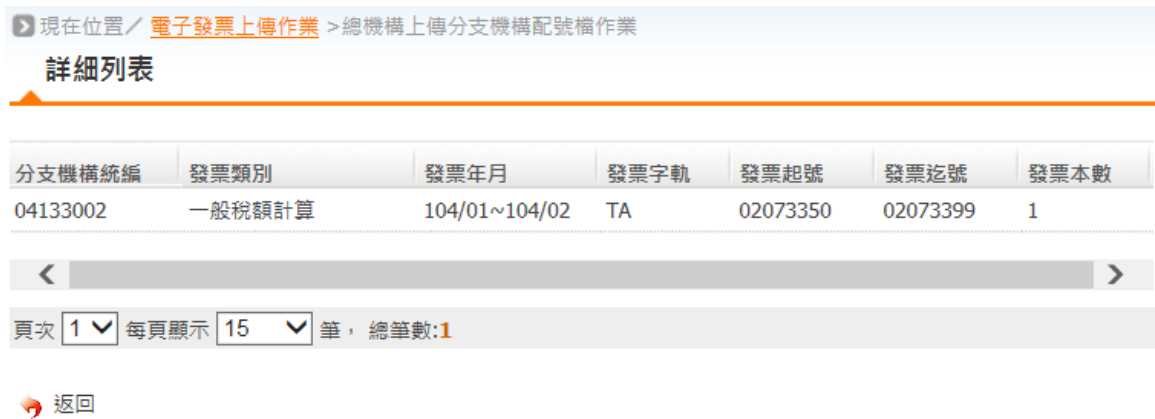 現在位置／ 電子發票上傳作業 >總機構上傳分支機構配號檔作業
詳細列表
分支機構統編 發票類別 發票年月 發票字軌 發票起號 發票迄號 發票本數
04133002 一般稅額計算 104/01~104/02 TA 02073350 02073399 1
頁次 1 每頁顯示 15 筆， 總筆數:1
返回